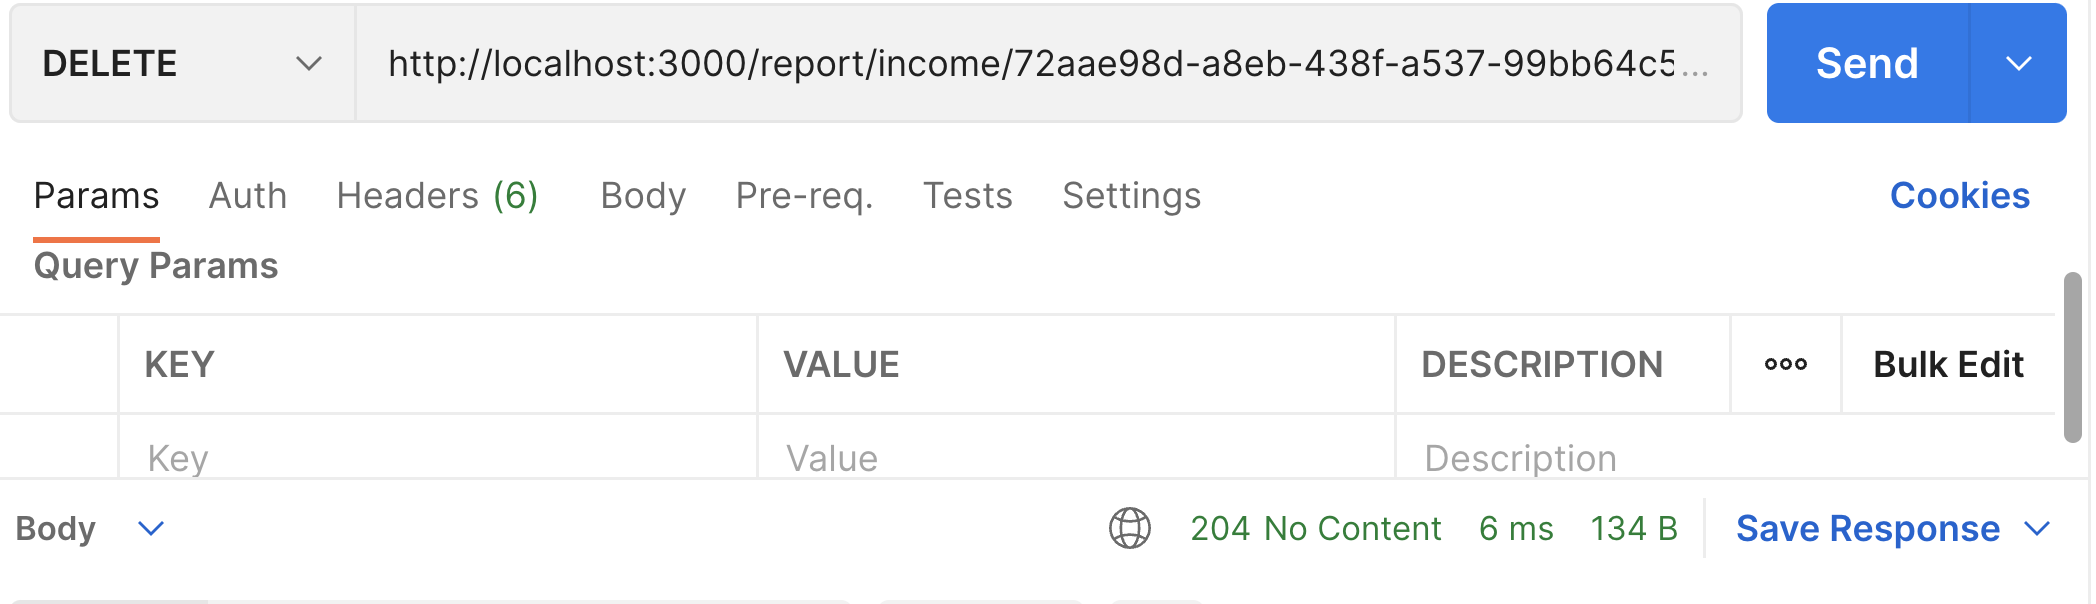 DELETE http://localhost:3000/report/income/72aae98d-a8eb-438f-a537-99bb64c5... Send
Params Auth Headers (6) Body Pre-req. Tests Settings Cookies
Query Params
KEY VALUE DESCRIPTION ooo Bulk Edit
Key Value Description
Body 204 No Content 6 ms 134 B Save Response